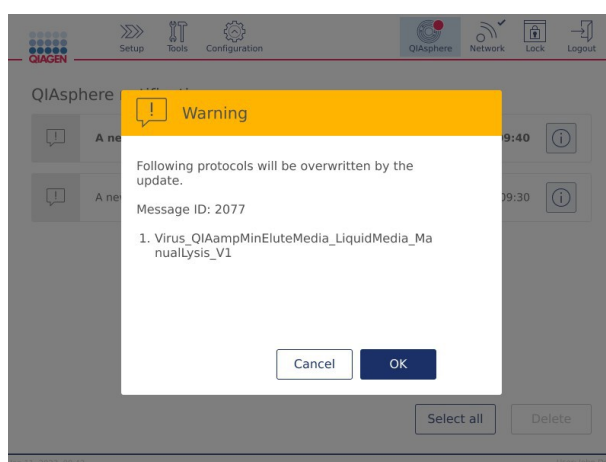 Setup
Tools
Configuration
QIAsphere
Network
Lock
Logout
QIAGEN
QIAsphere
Warning
A ne
9:40
Following protocols will be overwritten by the
update.
A ne
09:30
Message ID: 2077
1. Virus_QIAampMinEluteMedia_LiquidMedia_Ma
nualLysis_V1
Cancel
OK
Select all
Delete